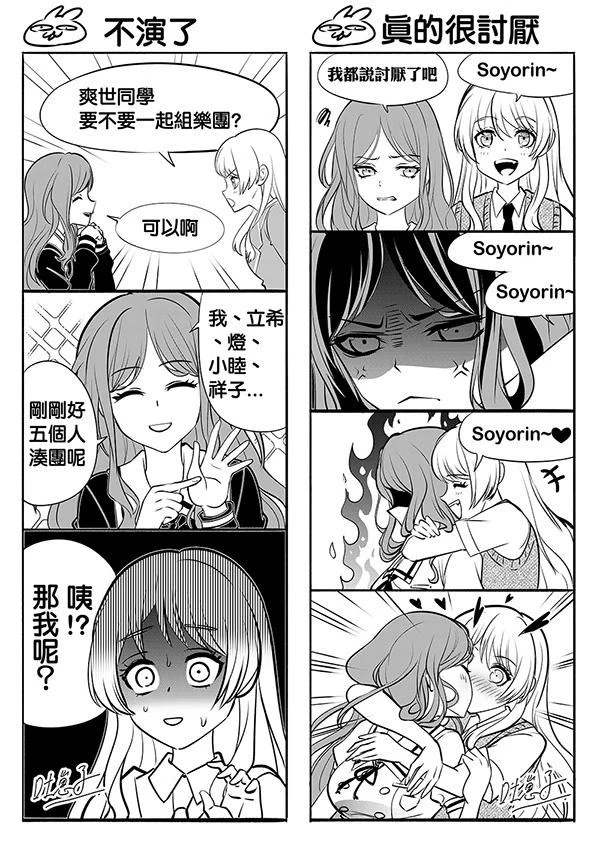 真的很討厭
Soyorin~
我都說討厭了吧
Soyorin~
Soyorin~
Soyorin~
不演了
爽世同學
要不要一起組樂團?
可以啊
我、立希
、燈、
小睦、
祥子...
剛剛好
五個人
湊團呢
咦!?
那我呢?